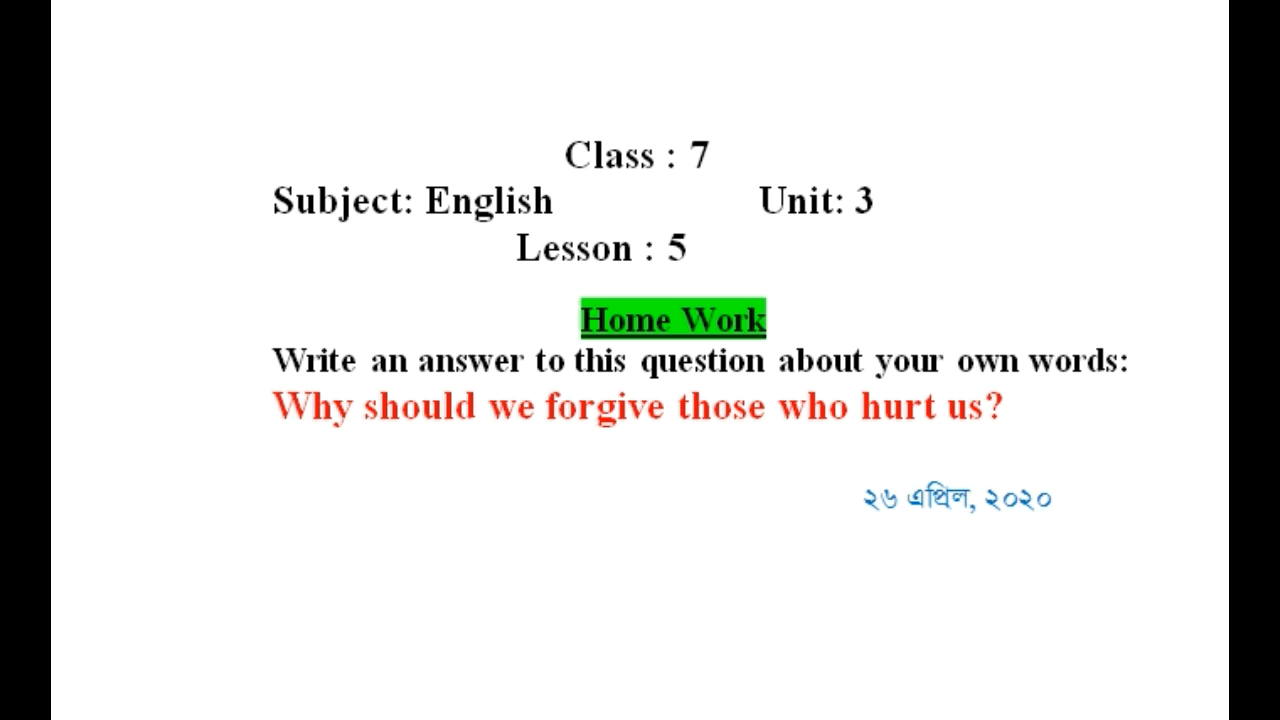 Class : 7
Subject: English Unit: 3
Lesson : 5
Home Work
Write an answer to this question about your own words:
Why should we forgive those who hurt us?
২৬ এপ্রিল, ২০২০